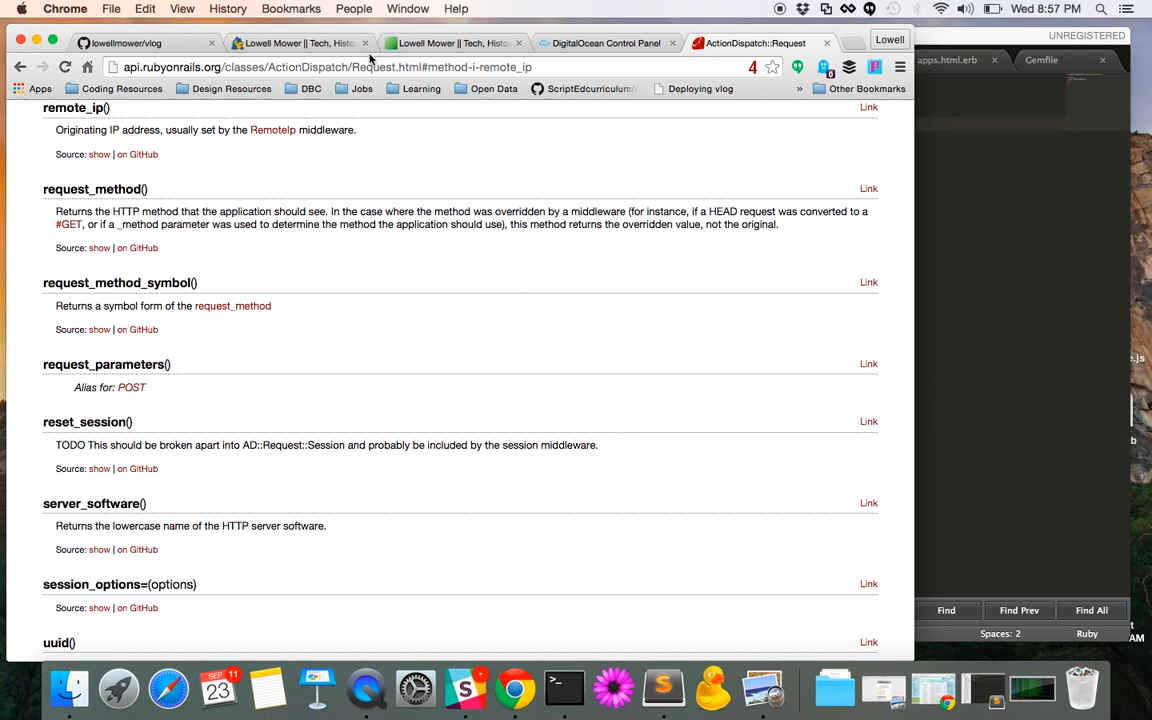 Chrome File Edit View History Bookmarks People Window Help Wed 8:57 PM
lowellmower/vlog Lowell Mower || Tech, Histo Lowell Mower || Tech, Histo DigitalOcean Control Panel ActionDispatch::Request Lowell
UNREGISTERED
apps.html.erb Gemfile
api.rubyonrails.org/classes/ActionDispatch/Request.html#method-i-remote_ip 4 0
Apps Coding Resources Design Resources DBC Jobs Learning Open Data ScriptEdcurriculum/ Deploying vlog » Other Bookmarks
remote_ip() Link
Originating IP address, usually set by the RemoteIp middleware.
Source: show | on GitHub
request_method() Link
Returns the HTTP method that the application should see. In the case where the method was overridden by a middleware (for instance, if a HEAD request was converted to a
#GET, or if a _method parameter was used to determine the method the application should use), this method returns the overridden value, not the original.
Source: show | on GitHub
request_method_symbol() Link
Returns a symbol form of the request_method
Source: show | on GitHub
request_parameters() Link
Alias for: POST
reset_session() Link
TODO This should be broken apart into AD::Request::Session and probably be included by the session middleware.
Source: show | on GitHub
server_software() Link
Returns the lowercase name of the HTTP server software.
Source: show | on GitHub
session_options=(options) Link
Source: show | on GitHub
uuid() Link
e.js
b
Find Find Prev Find All
t
Spaces: 2 Ruby
AM
SEP 11
23